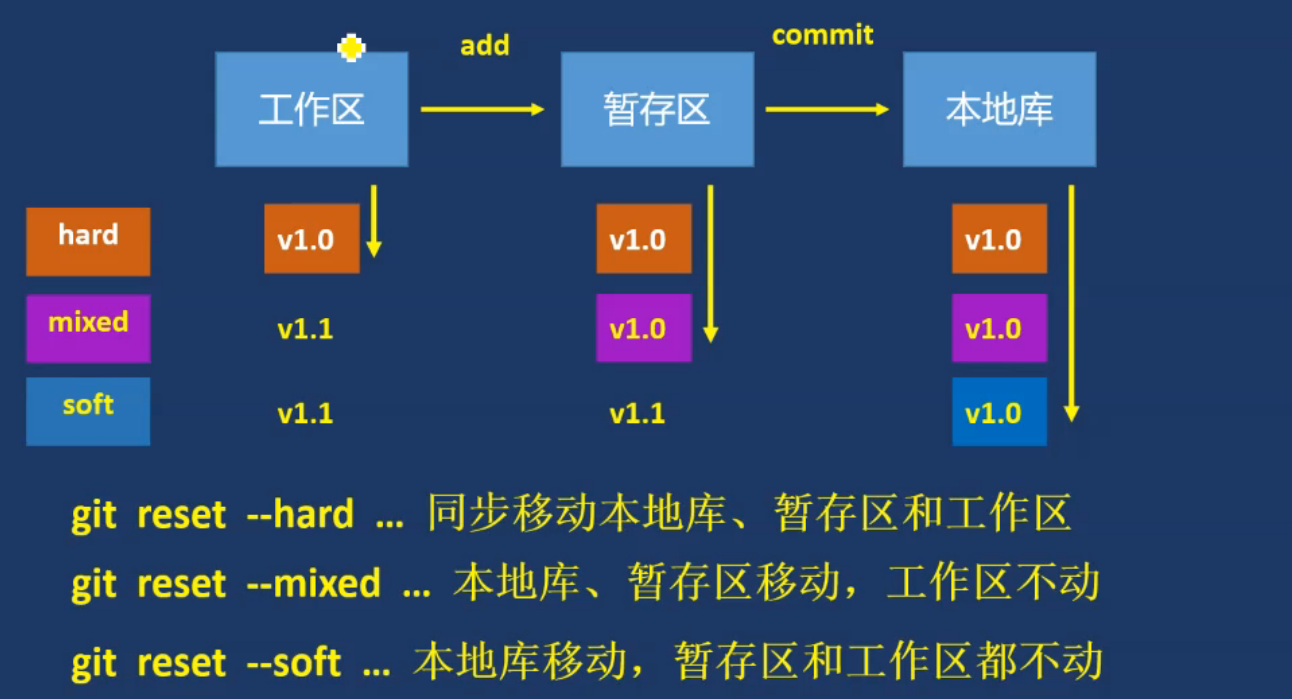 add
commit
工作区
暂存区
本地库
hard v1.0 v1.0 v1.0
mixed v1.1 v1.0 v1.0
soft v1.1 v1.1 v1.0
git reset --hard … 同步移动本地库、暂存区和工作区
git reset --mixed … 本地库、暂存区移动，工作区不动
git reset --soft … 本地库移动，暂存区和工作区都不动